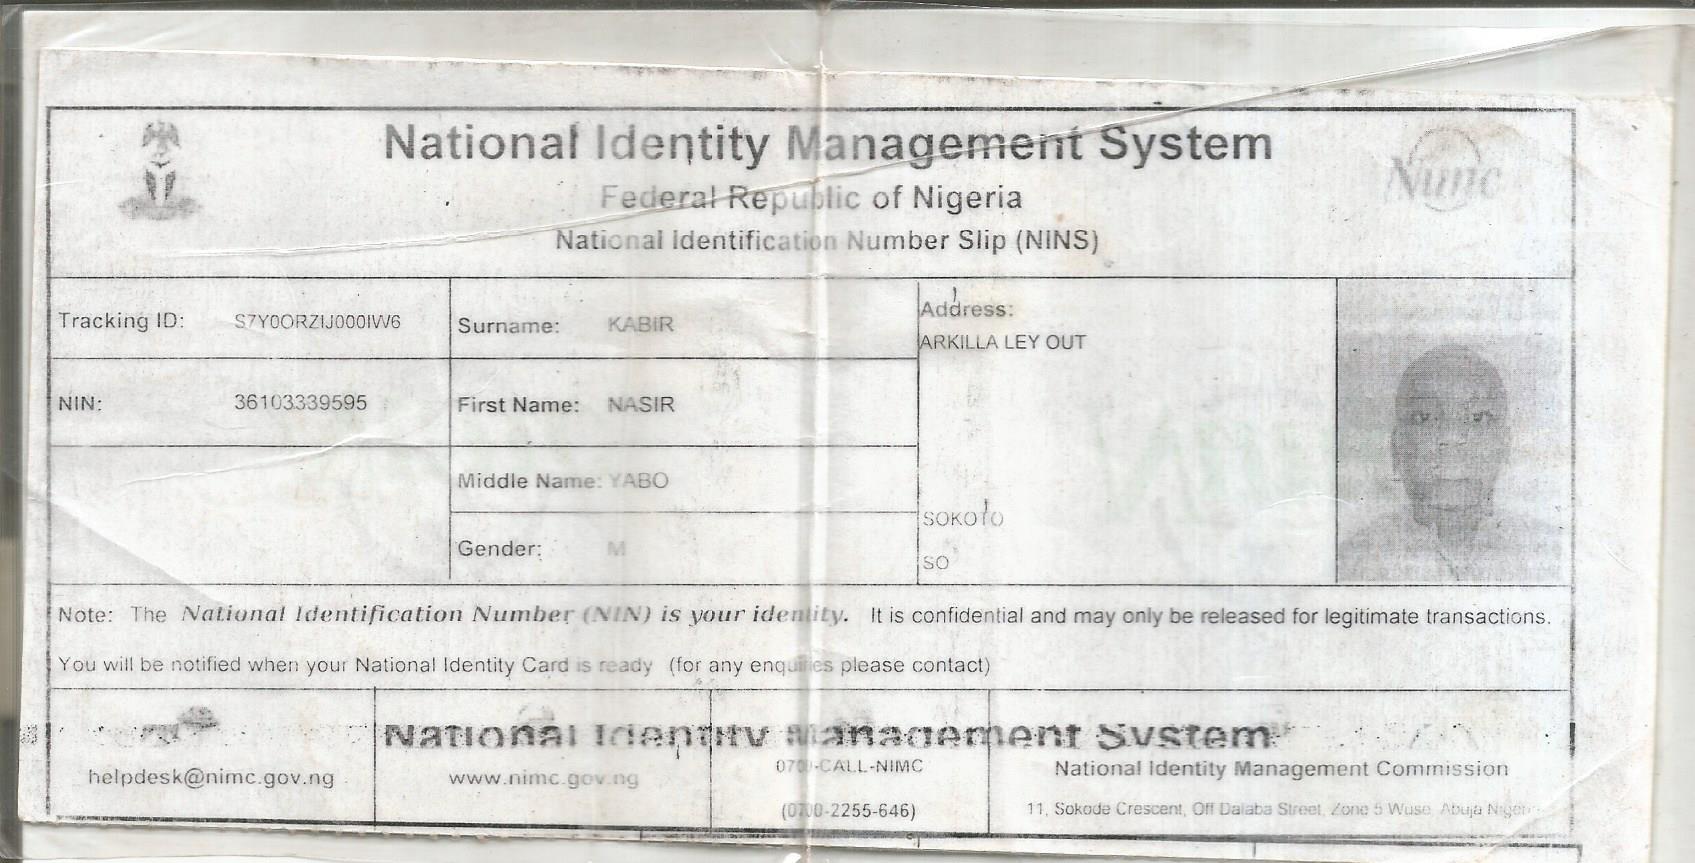 National Identity Management System
Federal Republic of Nigeria
National Identification Number Slip (NINS)
Nimc
Tracking ID: S7Y0ORZIJ000IW6
Surname: KABIR
Address:
ARKILLA LEY OUT
NIN: 36103339595
First Name: NASIR
Middle Name: YABO
SOKOTO
Gender: M
SO
Note: The National Identification Number (NIN) is your identity. It is confidential and may only be released for legitimate transactions.
You will be notified when your National Identity Card is ready (for any enquiries please contact)
National Identity Management System
helpdesk@nimc.gov.ng
www.nimc.gov.ng
0700-CALL-NIMC
(0700-2255-646)
National Identity Management Commission
11, Sokode Crescent, Off Dalaba Street, Zone 5 Wuse, Abuja Nigeria